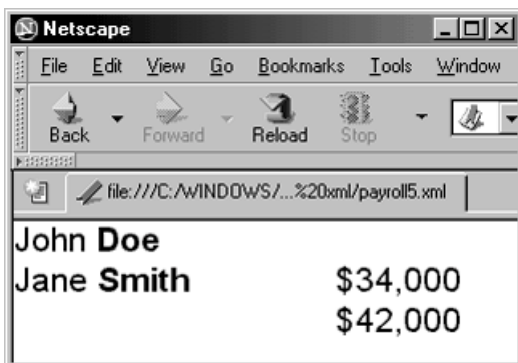 Netscape
File Edit View Go Bookmarks Tools Window
Back Forward Reload Stop
file:///C:/WINDOWS/...%20xml/payroll5.xml
John Doe
Jane Smith $34,000
$42,000